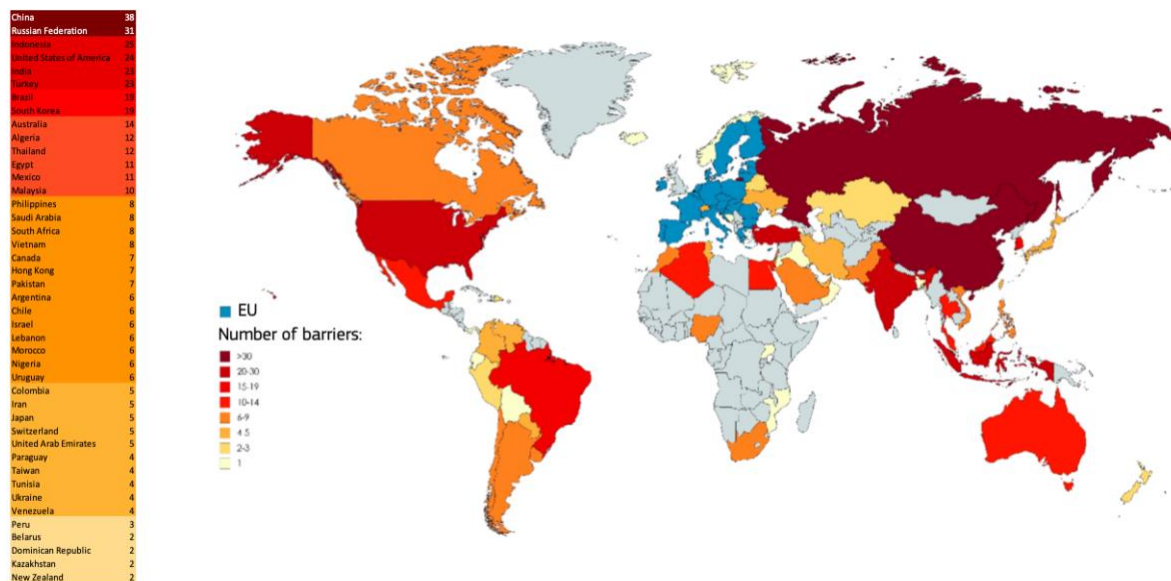 China 38
Russian Federation 31
Indonesia 25
United States of America 24
India 23
Turkey 23
Brazil 19
South Korea 19
Australia 14
Algeria 12
Thailand 12
Egypt 11
Mexico 11
Malaysia 10
Philippines 8
Saudi Arabia 8
South Africa 8
Vietnam 8
Canada 7
Hong Kong 7
Pakistan 7
Argentina 6
Chile 6
Israel 6
Lebanon 6
Morocco 6
Nigeria 6
Uruguay 6
Colombia 5
Iran 5
Japan 5
Switzerland 5
United Arab Emirates 5
Paraguay 4
Taiwan 4
Tunisia 4
Ukraine 4
Venezuela 4
Peru 3
Belarus 2
Dominican Republic 2
Kazakhstan 2
New Zealand 2
EU
Number of barriers:
>30
20-30
15-19
10-14
6-9
4-5
2-3
1